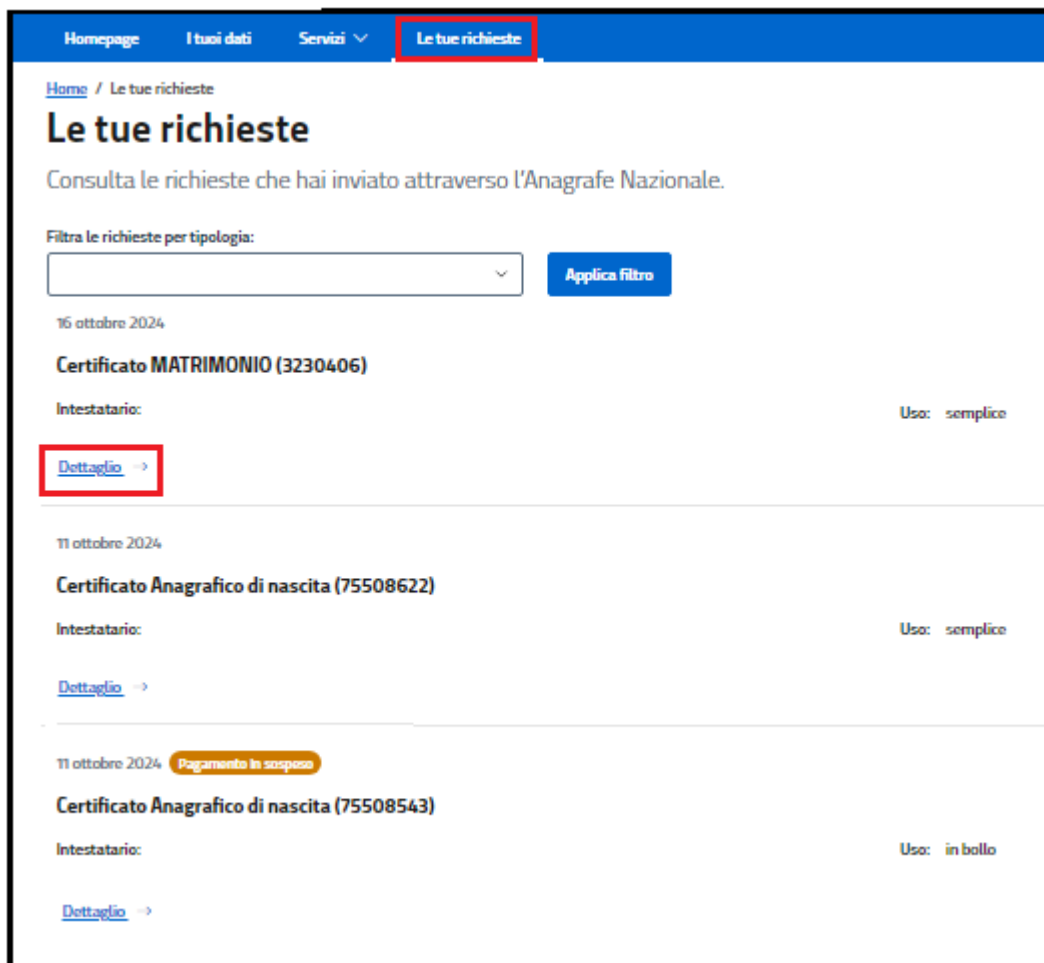 Homepage I tuoi dati Servizi Le tue richieste
Home / Le tue richieste
Le tue richieste
Consulta le richieste che hai inviato attraverso l'Anagrafe Nazionale.
Filtra le richieste per tipologia:
Applica filtro
16 ottobre 2024
Certificato MATRIMONIO (3230406)
Intestatario: Uso: semplice
Dettaglio →
11 ottobre 2024
Certificato Anagrafico di nascita (75508622)
Intestatario: Uso: semplice
Dettaglio →
11 ottobre 2024 Pagamento in sospeso
Certificato Anagrafico di nascita (75508543)
Intestatario: Uso: in bollo
Dettaglio →